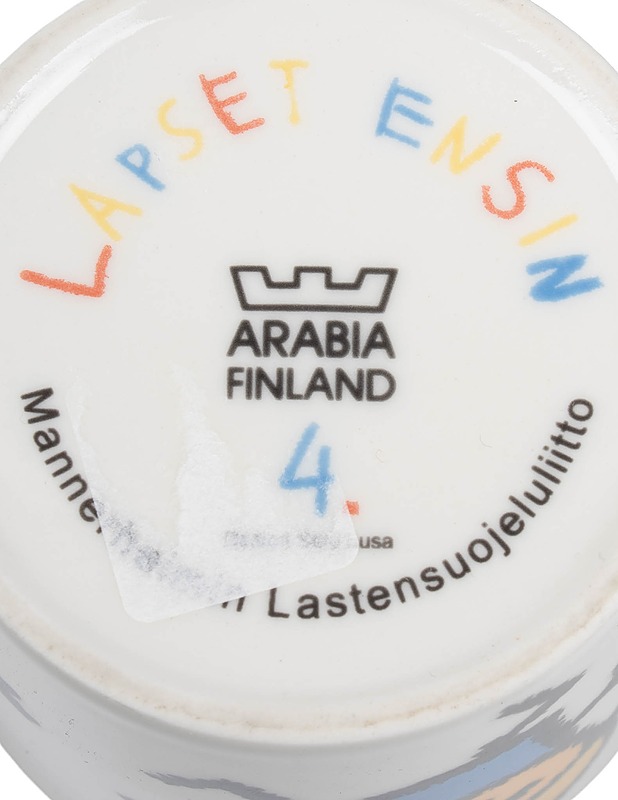 LAPSET ENSIN
ARABIA
FINLAND
4.
Lastensuojeluliitto